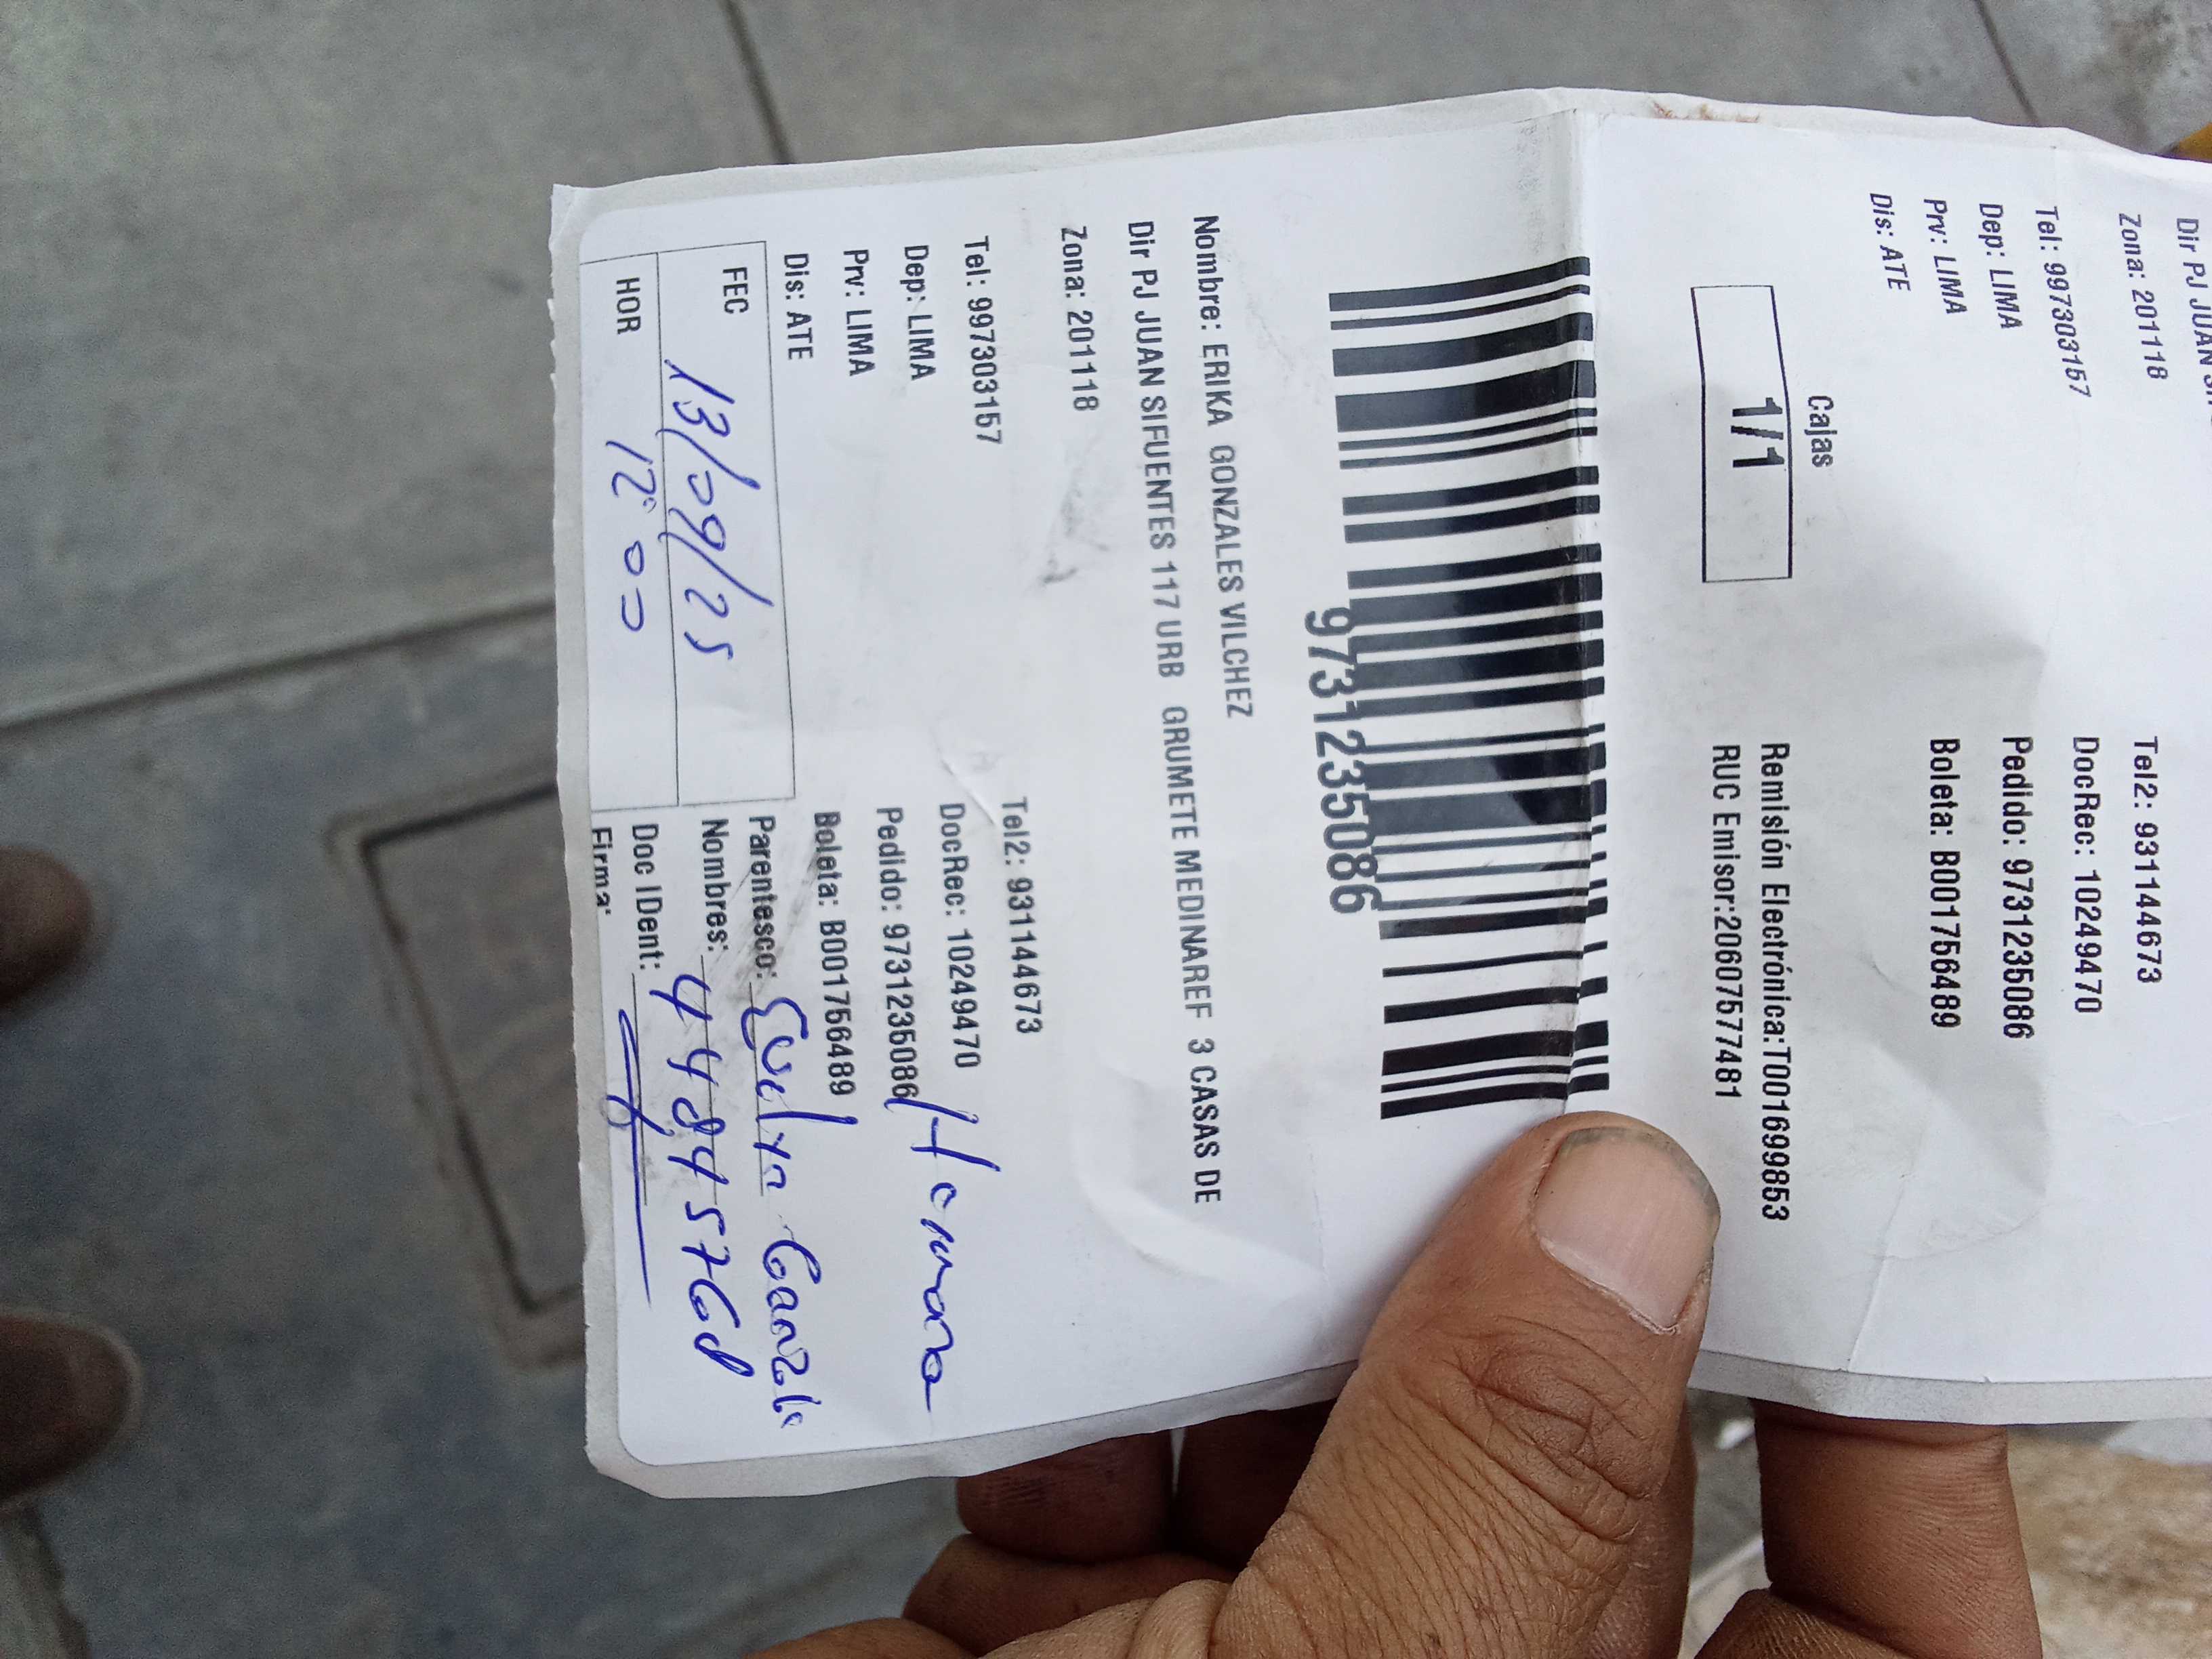 Dir PJ JUAN
Zona: 201118
Tel: 997303157
Tel2: 931144673
Dep: LIMA
DocRec: 10249470
Prv: LIMA
Pedido: 9731235086
Dis: ATE
Boleta: B001756489
Cajas
1/1
Remisión Electrónica:T001699853
RUC Emisor:20607577481
9731235086
Nombre: ERIKA GONZALES VILCHEZ
Dir PJ JUAN SIFUENTES 117 URB GRUMETE MEDINAREF 3 CASAS DE
Zona: 201118
Tel: 997303157
Tel2: 931144673
Dep: LIMA
DocRec: 10249470
Prv: LIMA
Pedido: 9731235086
Hermana
Dis: ATE
Boleta: B001756489
FEC 13/09/25
Parentesco: Evelyn Gonzale
HOR 12:00
Nombres: 44845768
Doc IDent:
Firma: